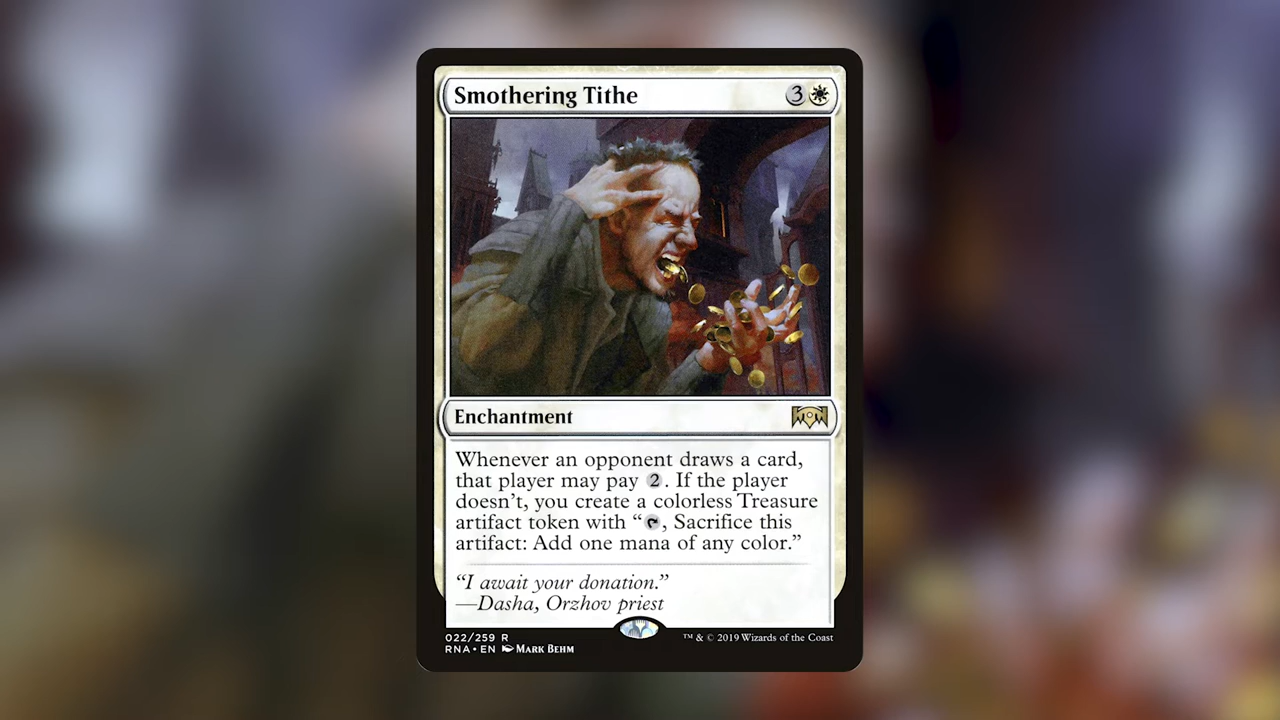 Smothering Tithe 3
Enchantment
Whenever an opponent draws a card,
that player may pay 2. If the player
doesn't, you create a colorless Treasure
artifact token with “, Sacrifice this
artifact: Add one mana of any color.”
“I await your donation.”
—Dasha, Orzhov priest
022/259 R
RNA • EN Mark Behm
™ & © 2019 Wizards of the Coast